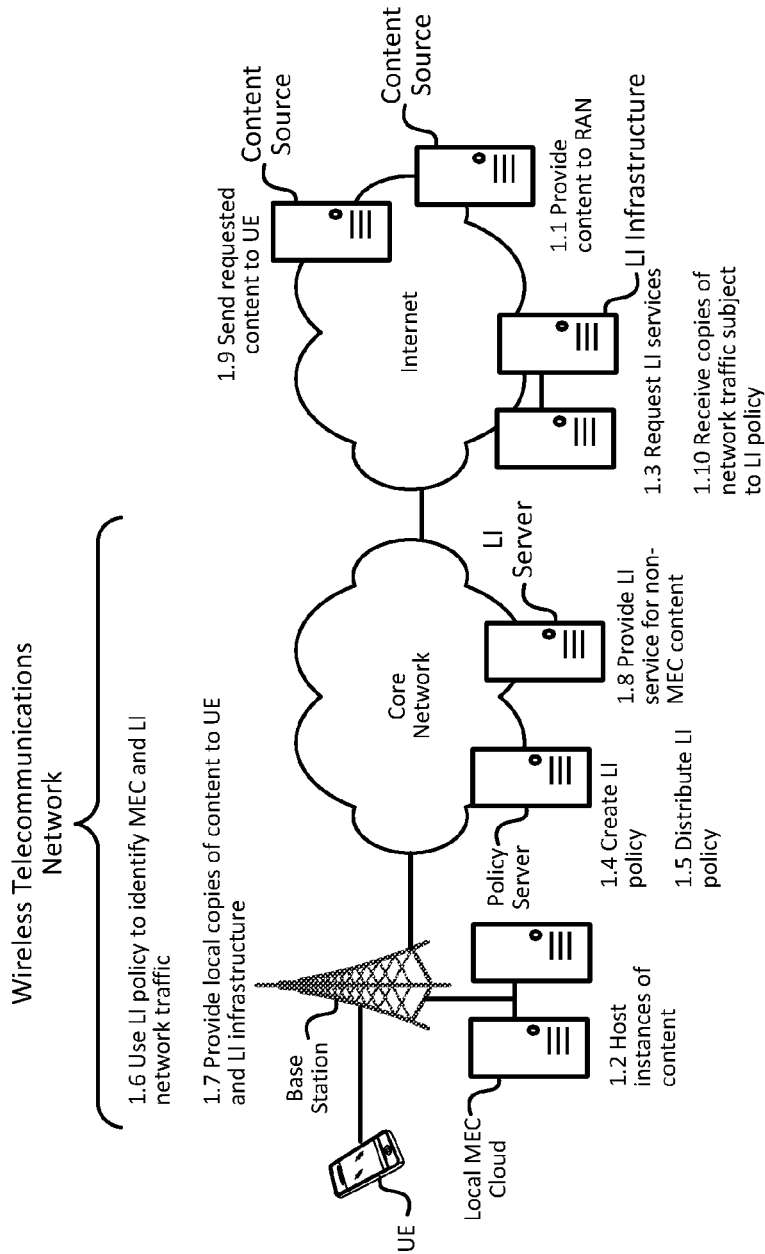 Wireless Telecommunications
Network
1.6 Use LI policy to identify MEC and LI
network traffic
1.7 Provide local copies of content to UE
and LI infrastructure
Base
Station
UE
Local MEC
Cloud
1.2 Host
instances of
content
Core
Network
Policy
Server
1.4 Create LI
policy
1.5 Distribute LI
policy
LI
Server
1.8 Provide LI
service for non-
MEC content
1.9 Send requested
content to UE
Content
Source
Content
Source
Internet
1.1 Provide
content to RAN
LI Infrastructure
1.3 Request LI services
1.10 Receive copies of
network traffic subject
to LI policy